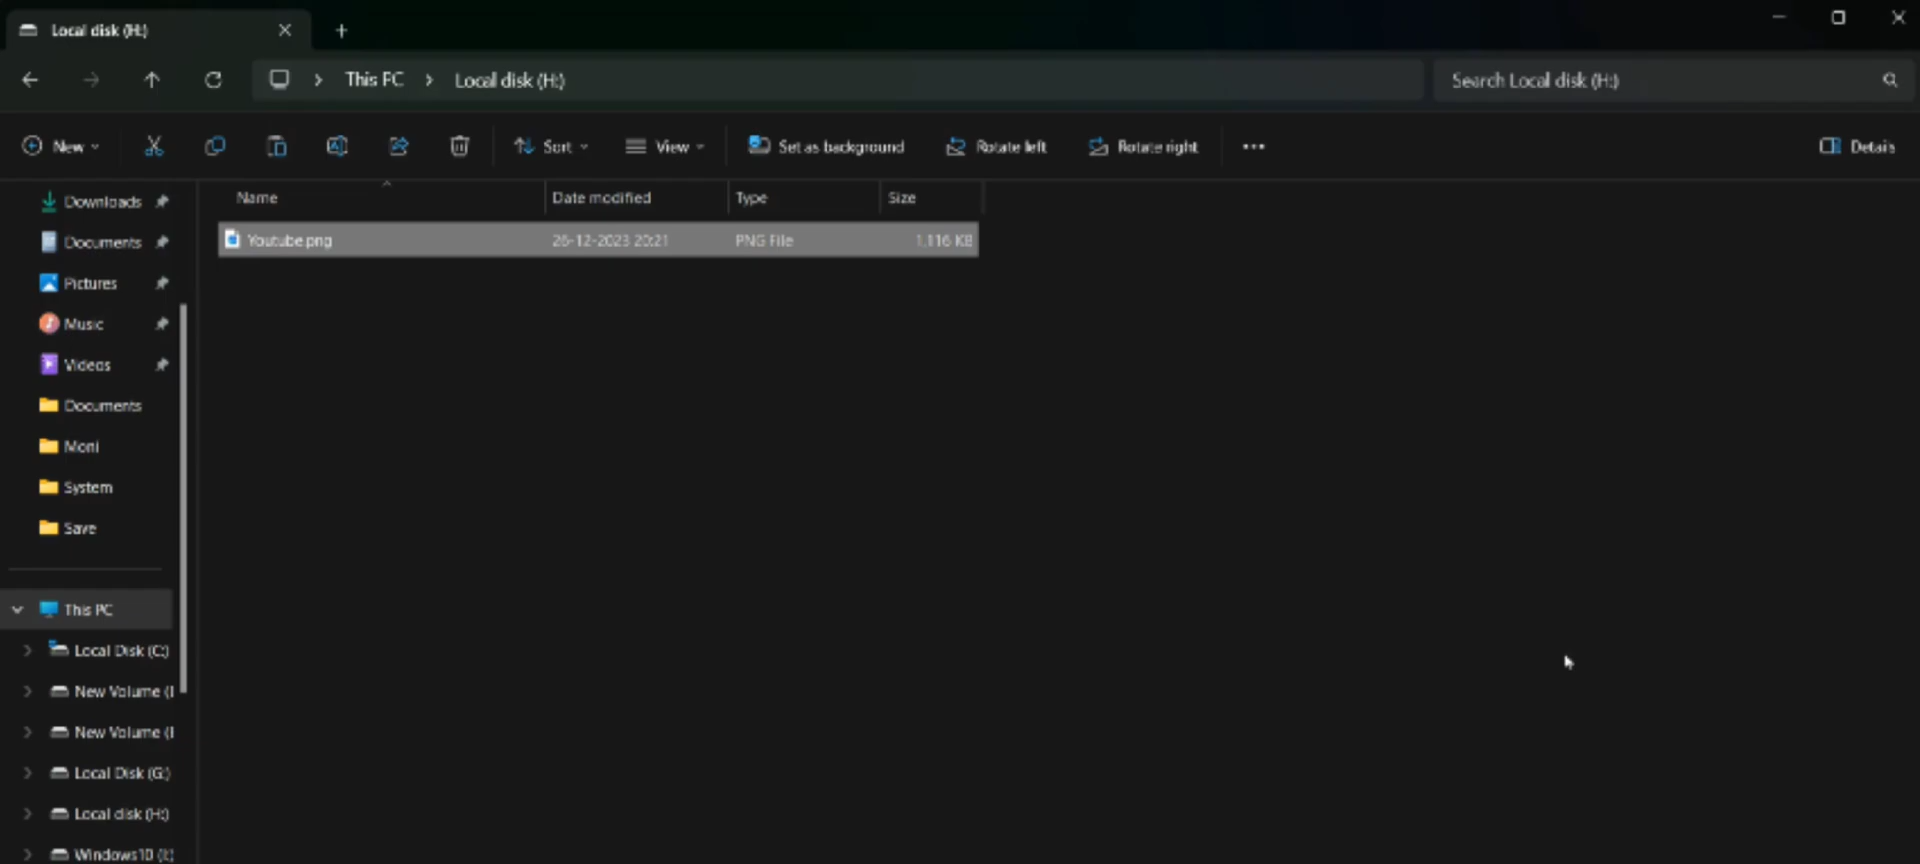 Local disk (H:)
This PC > Local disk (H:)
Search Local disk (H:)
New
Sort
View
Set as background
Rotate left
Rotate right
Details
Name
Date modified
Type
Size
Youtube.png
26-12-2023 20:21
PNG File
1,116 KB
Downloads
Documents
Pictures
Music
Videos
Documents
Moni
System
Save
This PC
Local Disk (C:)
New Volume (
New Volume (
Local Disk (G:)
Local disk (H:)
Windows10 (I:)